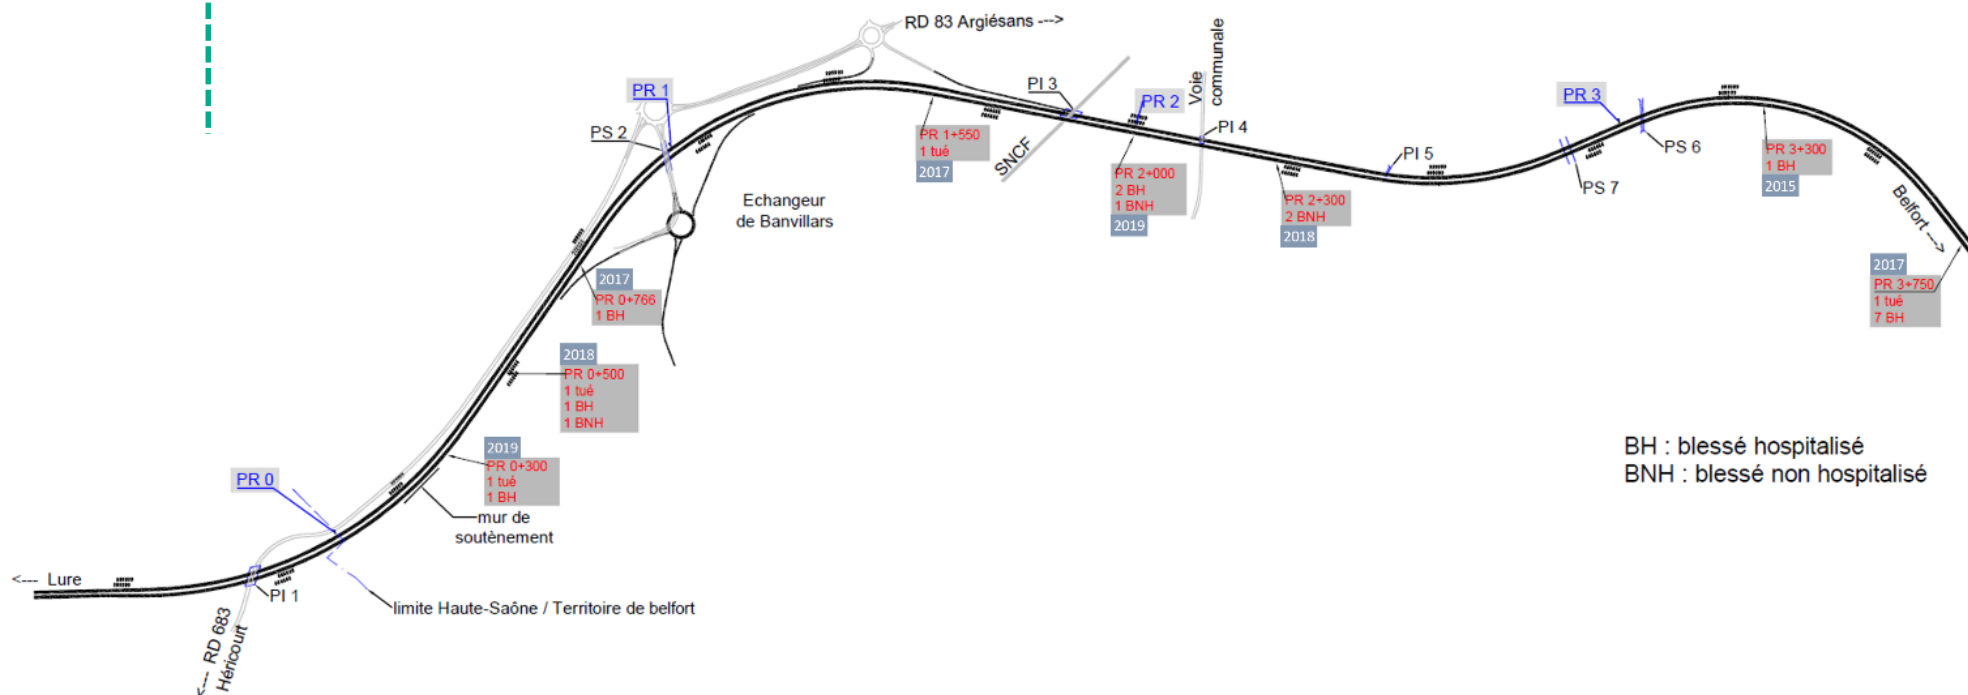 RD 83 Argiésans --->
Voie
communale
PR 1
PI 3
PR 2
PR 3
PS 2
PI 4
PR 1+550
1 tué
2017
SNCF
PI 5
PS 6
PS 7
PR 3+300
1 BH
2015
PR 2+000
2 BH
1 BNH
2019
PR 2+300
2 BNH
2018
Echangeur
de Banvillars
Belfort --->
2017
PR 3+750
1 tué
7 BH
2017
PR 0+766
1 BH
2018
PR 0+500
1 tué
1 BH
1 BNH
2019
PR 0+300
1 tué
1 BH
PR 0
mur de
soutènement
BH : blessé hospitalisé
BNH : blessé non hospitalisé
<--- Lure
PI 1
limite Haute-Saône / Territoire de belfort
<--- RD 683
Héricourt